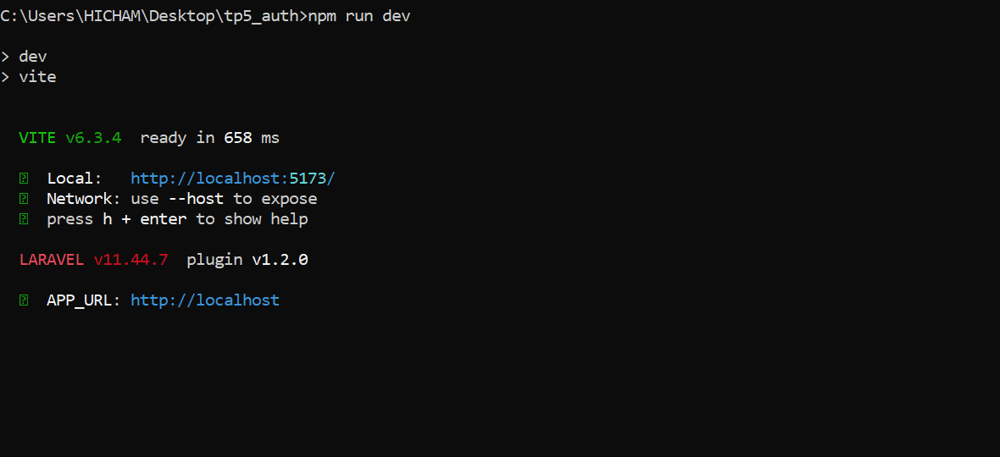 C:\Users\HICHAM\Desktop\tp5_auth>npm run dev
> dev
> vite
VITE v6.3.4  ready in 658 ms
Local:   http://localhost:5173/
Network: use --host to expose
press h + enter to show help
LARAVEL v11.44.7  plugin v1.2.0
APP_URL: http://localhost